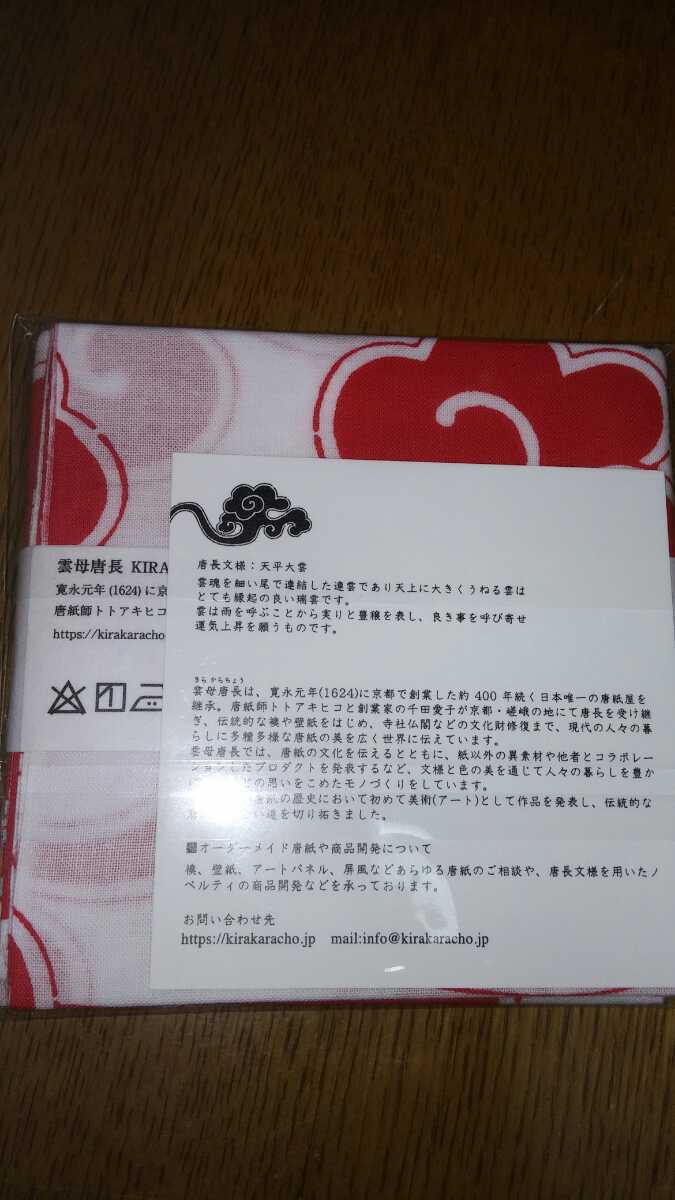 唐長文様：天平大雲
雲魂を細い尾で連結した連雲であり天上に大きくうねる雲は
とても縁起の良い瑞雲です。
雲は雨を呼ぶことから実りと豊穣を表し、良き事を呼び寄せ
運気上昇を願うものです。
雲母唐長 KIRA
寛永元年 (1624) に京
唐紙師トトアキヒコ
https://kirakaracho
きら からちょう
雲母唐長は、寛永元年(1624)に京都で創業した約 400 年続く日本唯一の唐紙屋を
継承。唐紙師トトアキヒコと創業家の千田愛子が京都・嵯峨の地にて唐長を受け継
ぎ、伝統的な襖や壁紙をはじめ、寺社仏閣などの文化財修復まで、現代の人々の暮
らしに多種多様な唐紙の美を広く世界に伝えています。
雲母唐長では、唐紙の文化を伝えるとともに、紙以外の異素材や他者とコラボレー
ションしたプロダクトを発表するなど、文様と色の美を通じて人々の暮らしを豊か
の思いをこめたモノづくりをしています。
紙の歴史において初めて美術(アート)として作品を発表し、伝統的な
い道を切り拓きました。
オーダーメイド唐紙や商品開発について
襖、壁紙、アートパネル、屏風などあらゆる唐紙のご相談や、唐長文様を用いたノ
ベルティの商品開発などを承っております。
お問い合わせ先
https://kirakaracho.jp mail:info@kirakaracho.jp